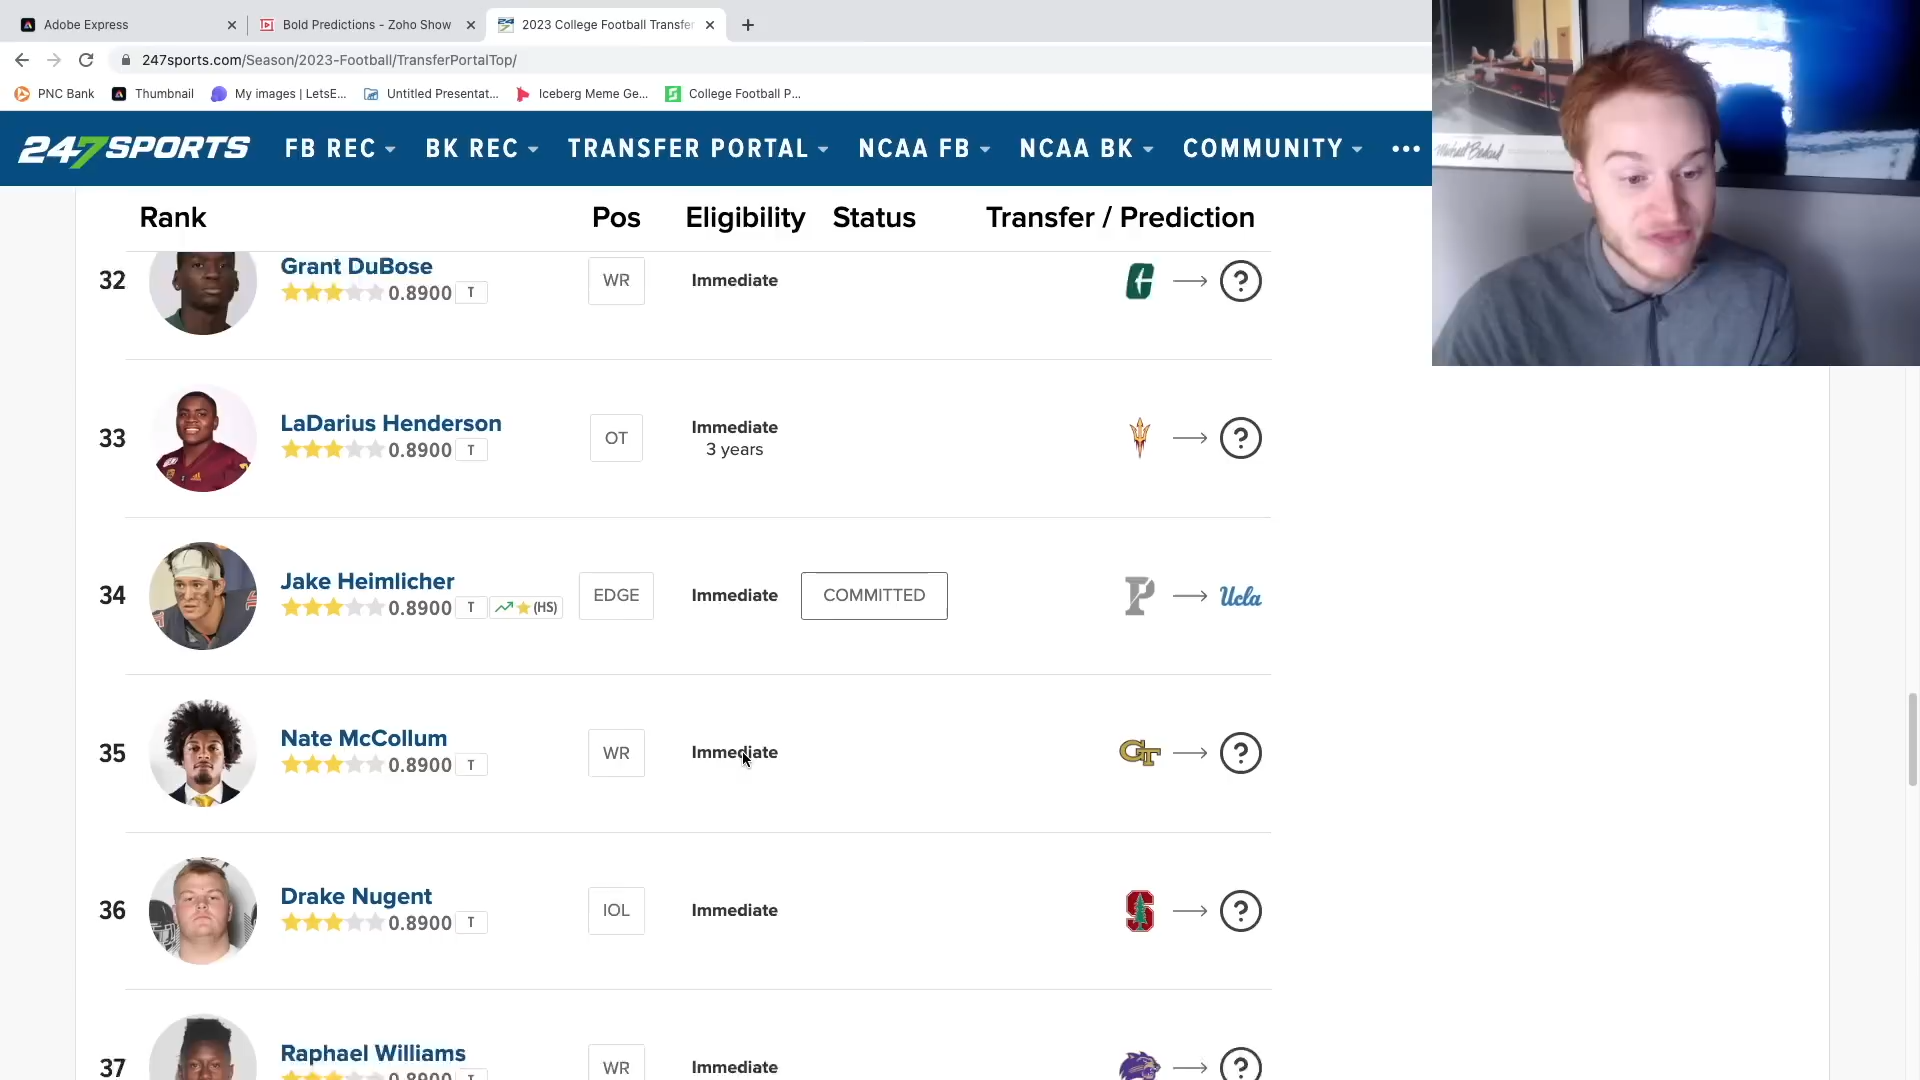 Adobe Express
Bold Predictions - Zoho Show
2023 College Football Transfer
247sports.com/Season/2023-Football/TransferPortalTop/
PNC Bank
Thumbnail
My images | LetsE...
Untitled Presentat...
Iceberg Meme Ge...
College Football P...
247SPORTS
FB REC
BK REC
TRANSFER PORTAL
NCAA FB
NCAA BK
COMMUNITY
Rank
Pos
Eligibility
Status
Transfer / Prediction
32
Grant DuBose
0.8900 T
WR
Immediate
C
?
33
LaDarius Henderson
0.8900 T
OT
Immediate
3 years
?
34
Jake Heimlicher
0.8900 T (HS)
EDGE
Immediate
COMMITTED
P
Ucla
?
35
Nate McCollum
0.8900 T
WR
Immediate
GT
?
36
Drake Nugent
0.8900 T
IOL
Immediate
S
?
37
Raphael Williams
0.8900 T
WR
Immediate
?